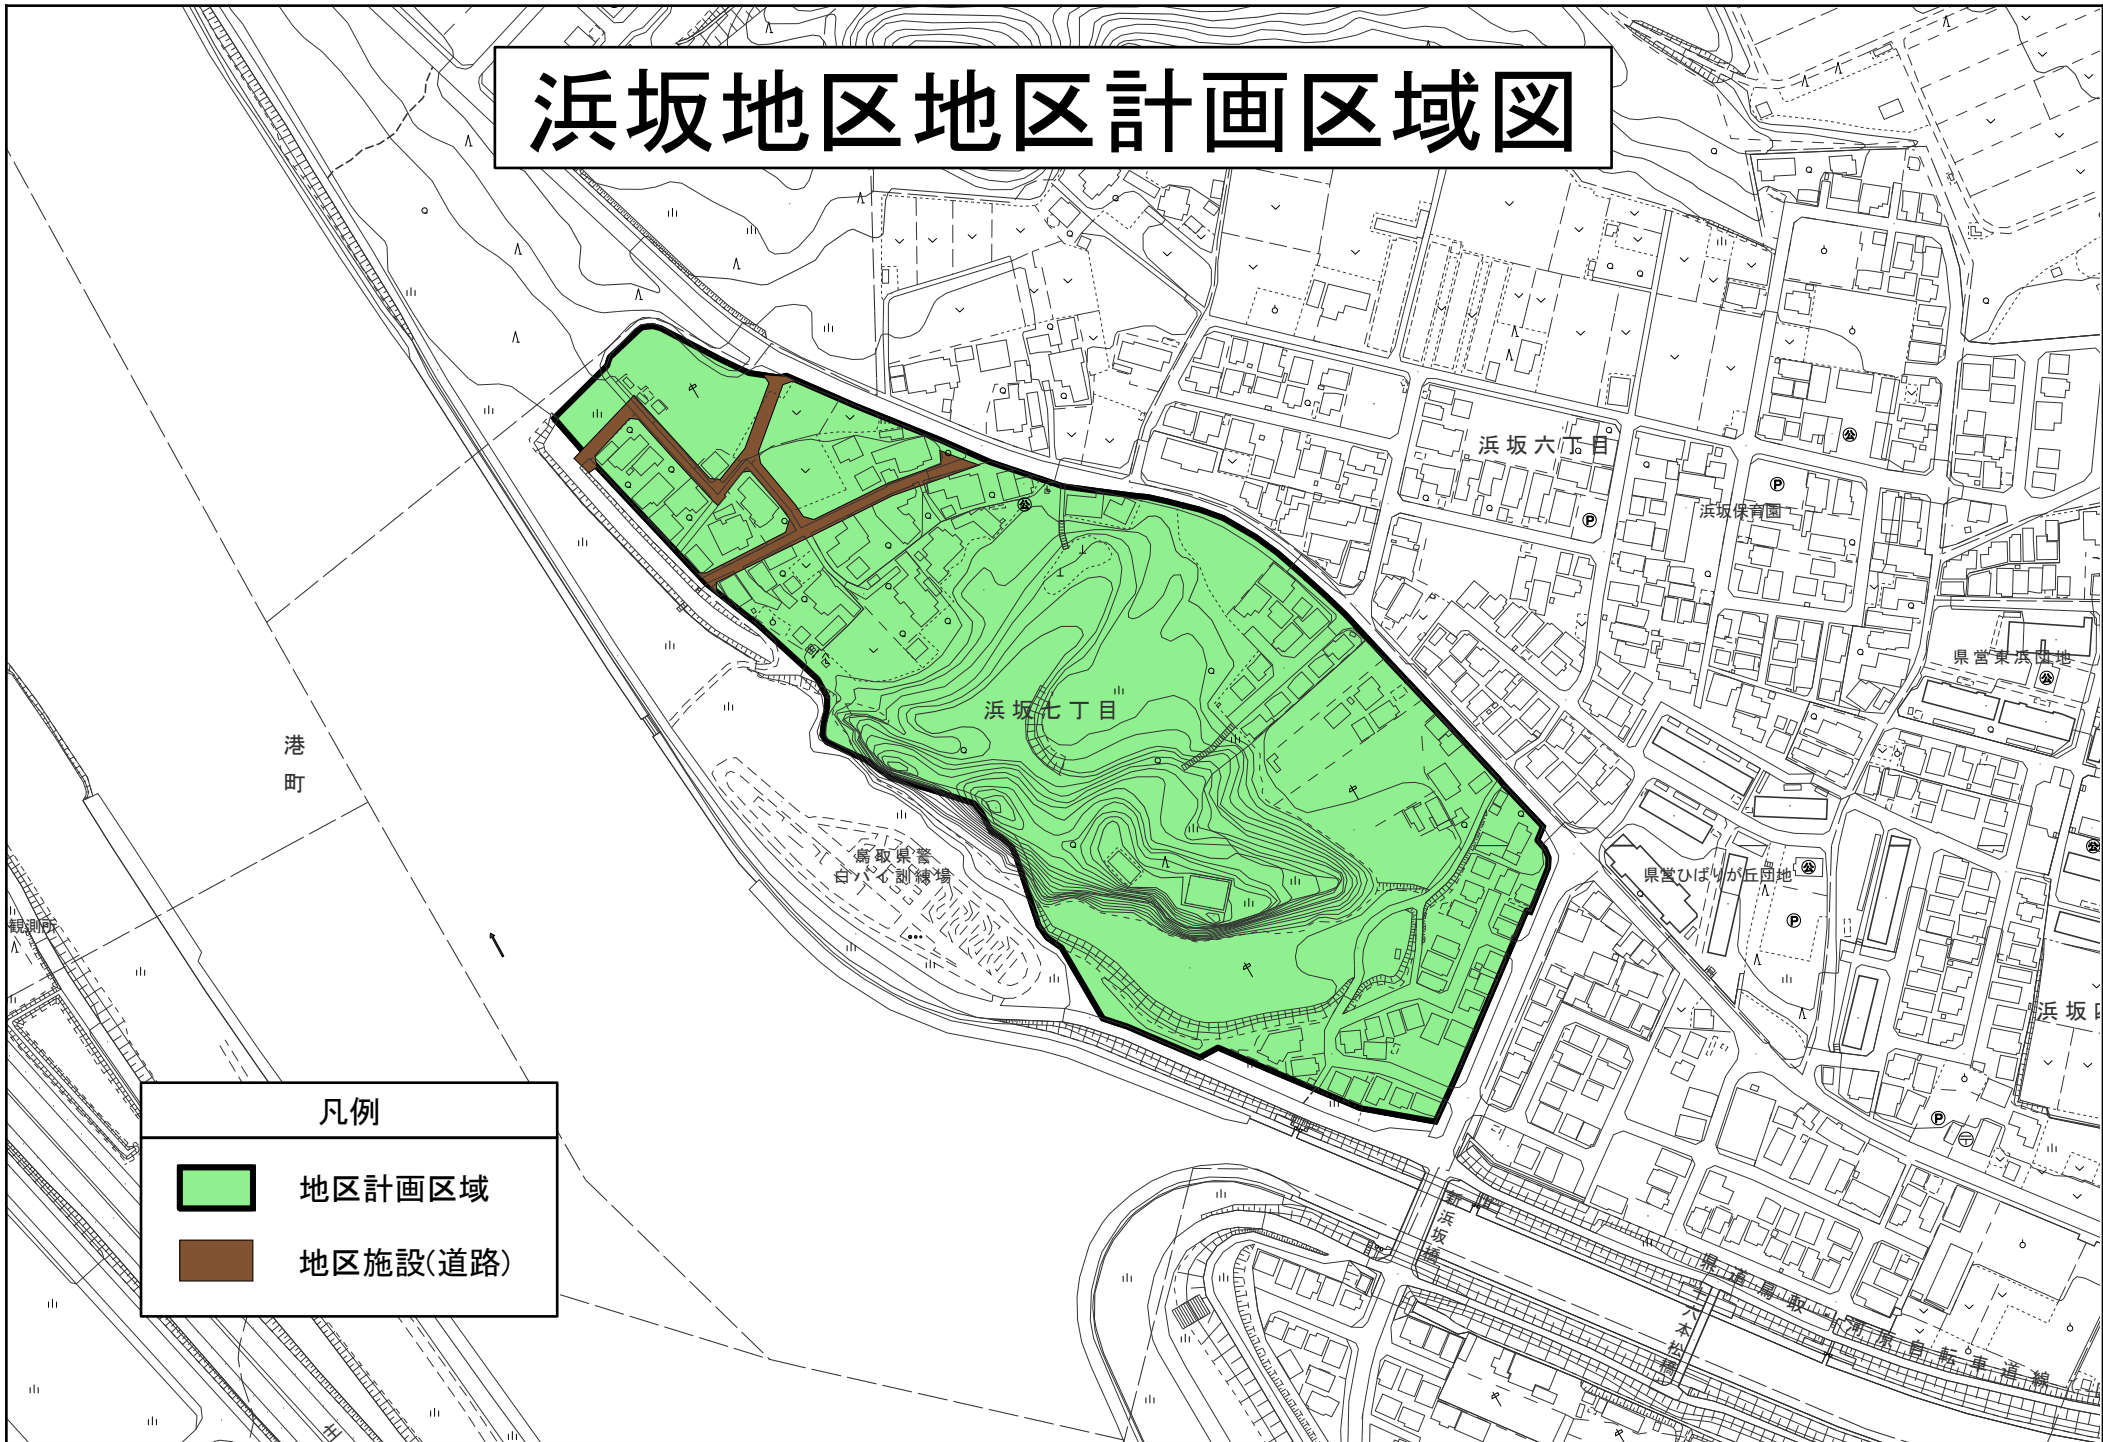 浜坂地区地区計画区域図
浜坂六丁目
浜坂保育園
県営東浜団地
浜坂七丁目
港町
鳥取県警
白バイ訓練場
県営ひばりが丘団地
観測所
浜坂
凡例
地区計画区域
地区施設(道路)
新浜坂橋
県道鳥取河原自転車道線
十六本松橋